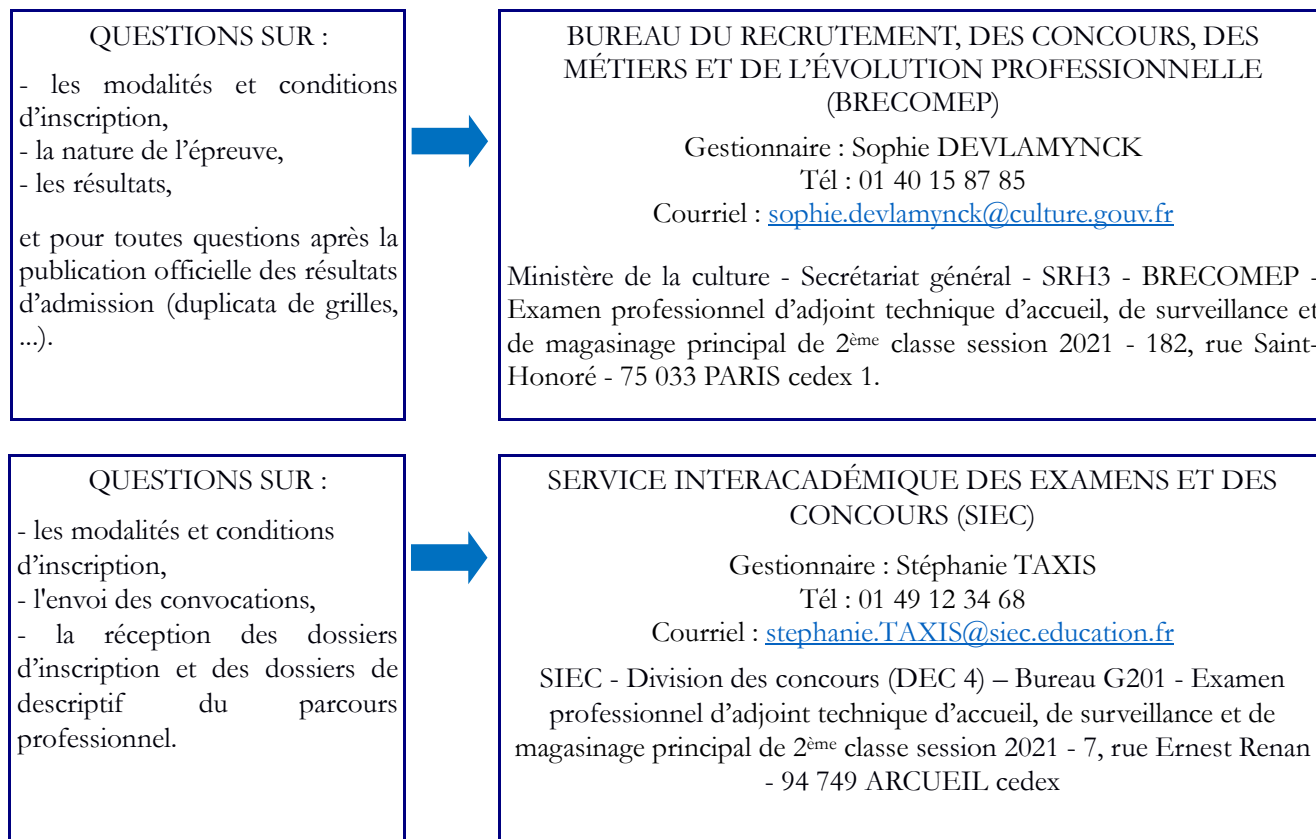 QUESTIONS SUR :
- les modalités et conditions
d’inscription,
- la nature de l’épreuve,
- les résultats,
et pour toutes questions après la
publication officielle des résultats
d’admission (duplicata de grilles,
...).
BUREAU DU RECRUTEMENT, DES CONCOURS, DES
MÉTIERS ET DE L’ÉVOLUTION PROFESSIONNELLE
(BRECOMEP)
Gestionnaire : Sophie DEVLAMYNCK
Tél : 01 40 15 87 85
Courriel : sophie.devlamynck@culture.gouv.fr
Ministère de la culture - Secrétariat général - SRH3 - BRECOMEP -
Examen professionnel d’adjoint technique d’accueil, de surveillance et
de magasinage principal de 2ème classe session 2021 - 182, rue Saint-
Honoré - 75 033 PARIS cedex 1.
QUESTIONS SUR :
- les modalités et conditions
d’inscription,
- l'envoi des convocations,
- la réception des dossiers
d’inscription et des dossiers de
descriptif du parcours
professionnel.
SERVICE INTERACADÉMIQUE DES EXAMENS ET DES
CONCOURS (SIEC)
Gestionnaire : Stéphanie TAXIS
Tél : 01 49 12 34 68
Courriel : stephanie.TAXIS@siec.education.fr
SIEC - Division des concours (DEC 4) – Bureau G201 - Examen
professionnel d’adjoint technique d’accueil, de surveillance et de
magasinage principal de 2ème classe session 2021 - 7, rue Ernest Renan
- 94 749 ARCUEIL cedex